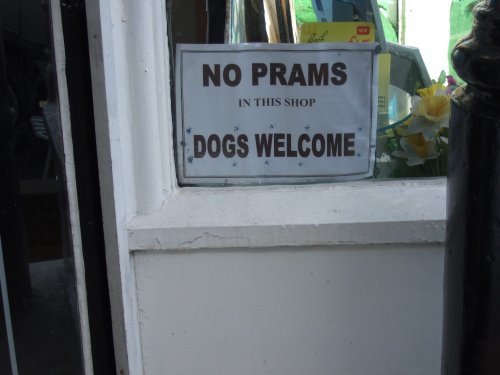 NO PRAMS
IN THIS SHOP
DOGS WELCOME